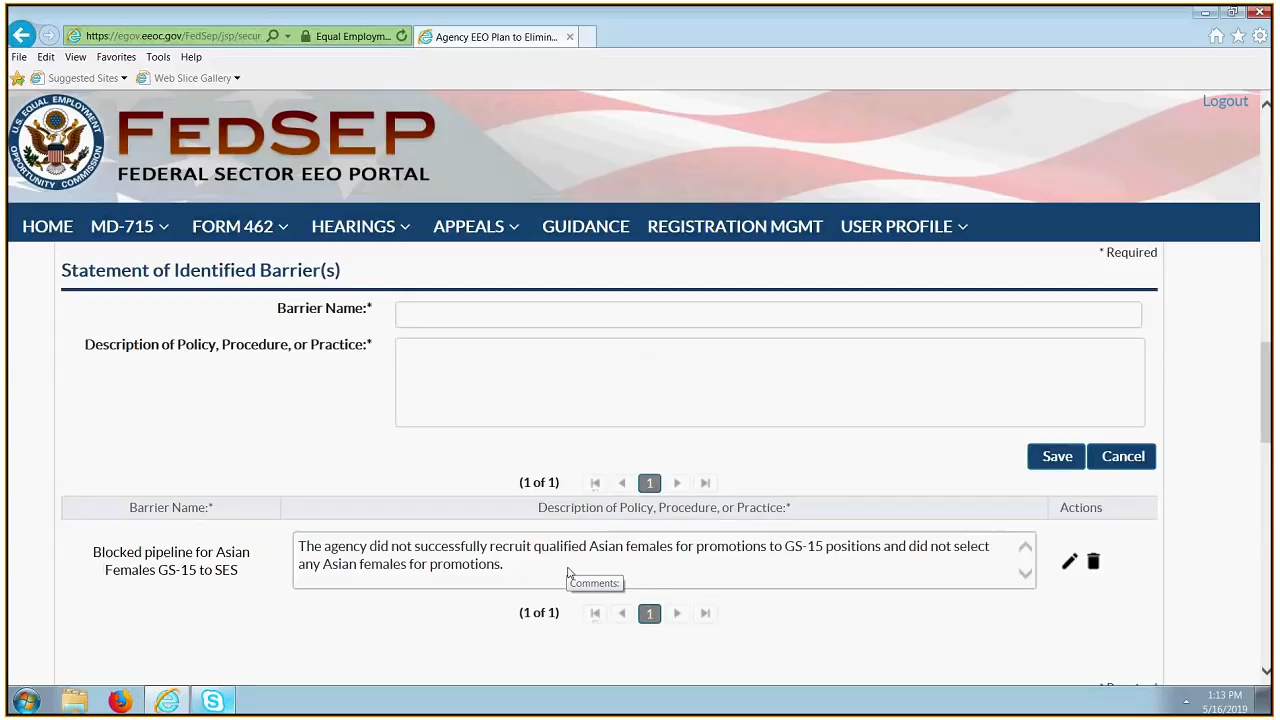 https://egov.eeoc.gov/FedSep/jsp/secur
Equal Employm...
Agency EEO Plan to Elimin...
File Edit View Favorites Tools Help
Suggested Sites
Web Slice Gallery
Logout
FEDSEP
FEDERAL SECTOR EEO PORTAL
HOME MD-715 FORM 462 HEARINGS APPEALS GUIDANCE REGISTRATION MGMT USER PROFILE
* Required
Statement of Identified Barrier(s)
Barrier Name:*
Description of Policy, Procedure, or Practice:*
Save Cancel
(1 of 1) 1
Barrier Name:* Description of Policy, Procedure, or Practice:* Actions
Blocked pipeline for Asian
Females GS-15 to SES
The agency did not successfully recruit qualified Asian females for promotions to GS-15 positions and did not select
any Asian females for promotions.
Comments:
(1 of 1) 1
1:13 PM
5/16/2019